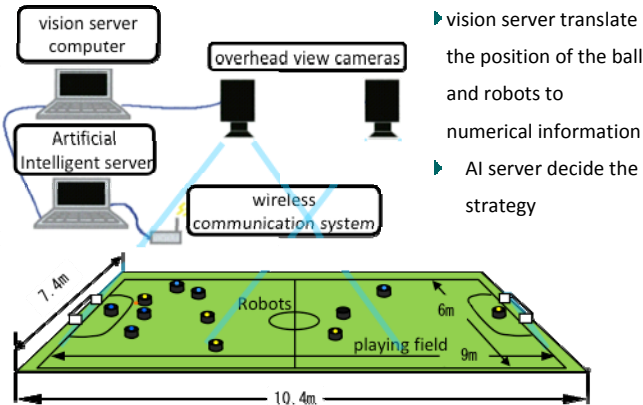 vision server
computer
overhead view cameras
Artificial
Intelligent server
wireless
communication system
vision server translate
the position of the ball
and robots to
numerical information
AI server decide the
strategy
7.4m
Robots
6m
playing field
9m
10.4m